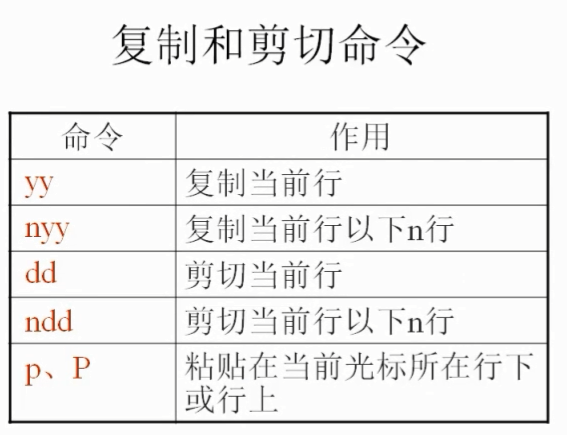 复制和剪切命令
命令 作用
yy 复制当前行
nyy 复制当前行以下n行
dd 剪切当前行
ndd 剪切当前行以下n行
p、P 粘贴在当前光标所在行下
或行上